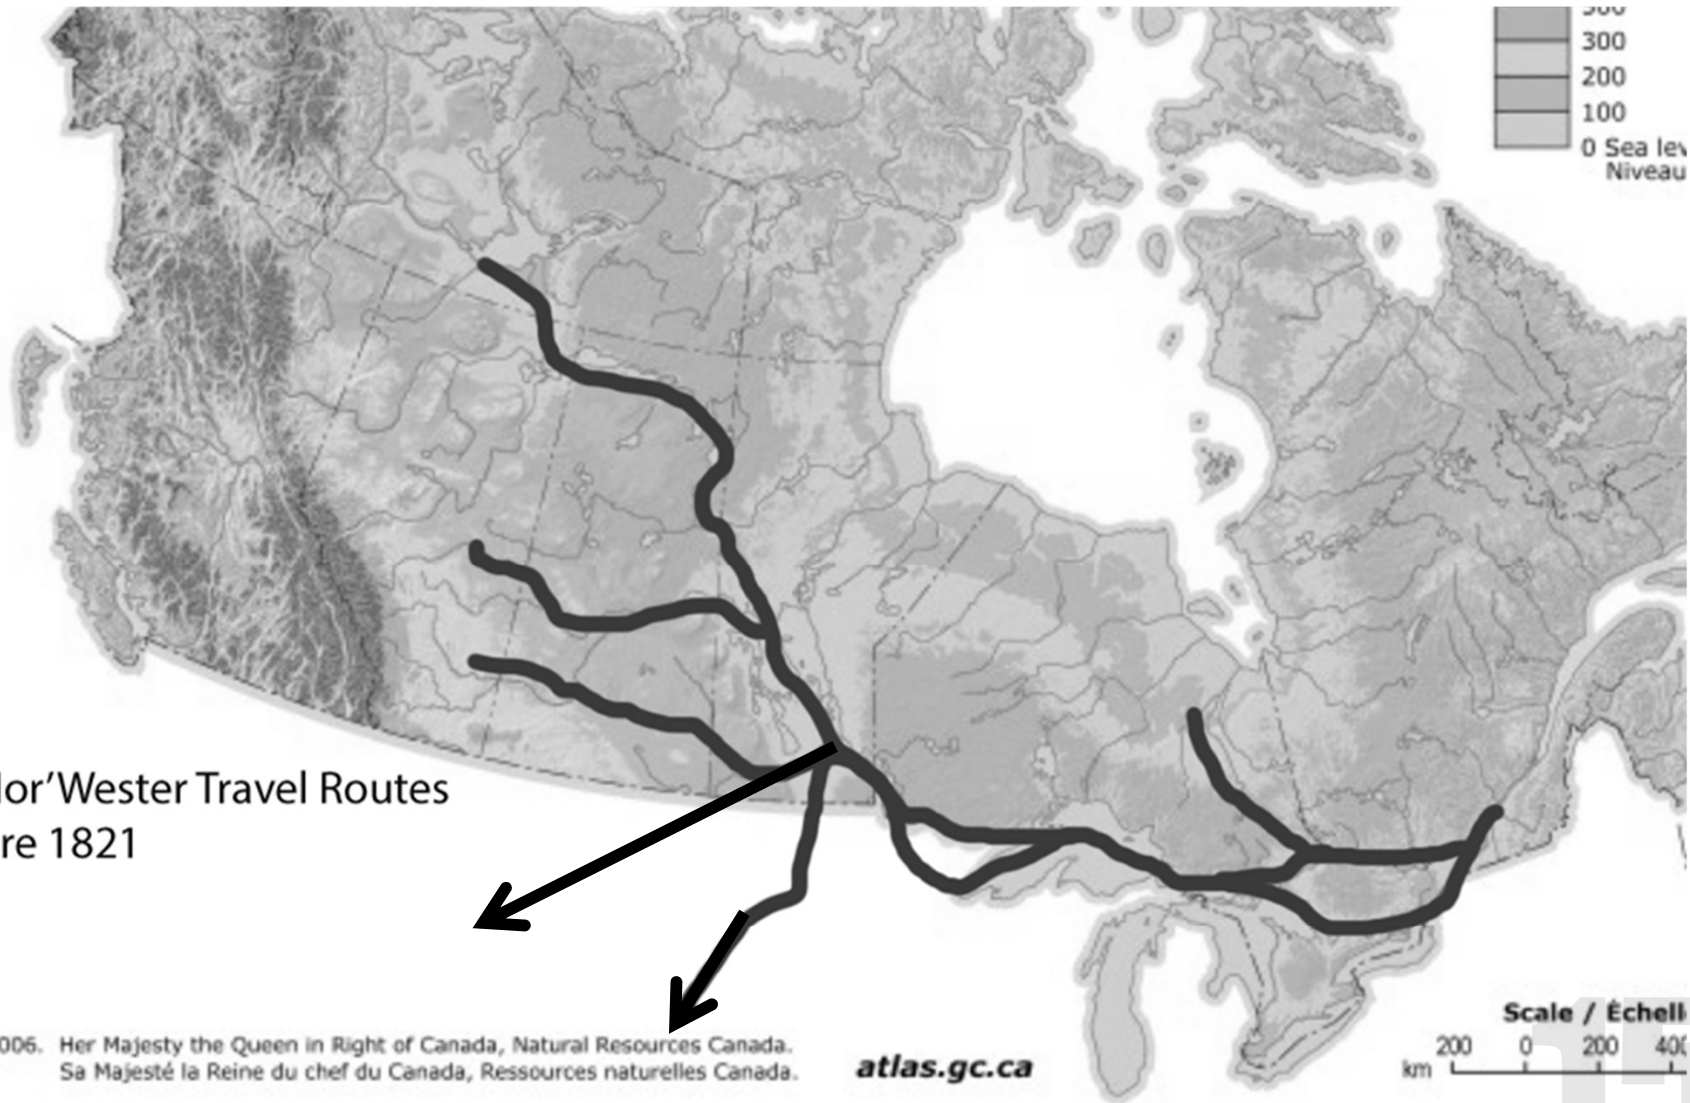 300
200
100
0 Sea lev
Niveau
lor'Wester Travel Routes
re 1821
006. Her Majesty the Queen in Right of Canada, Natural Resources Canada.
Sa Majesté la Reine du chef du Canada, Ressources naturelles Canada.
atlas.gc.ca
Scale / Échell
200 0 200 400
km